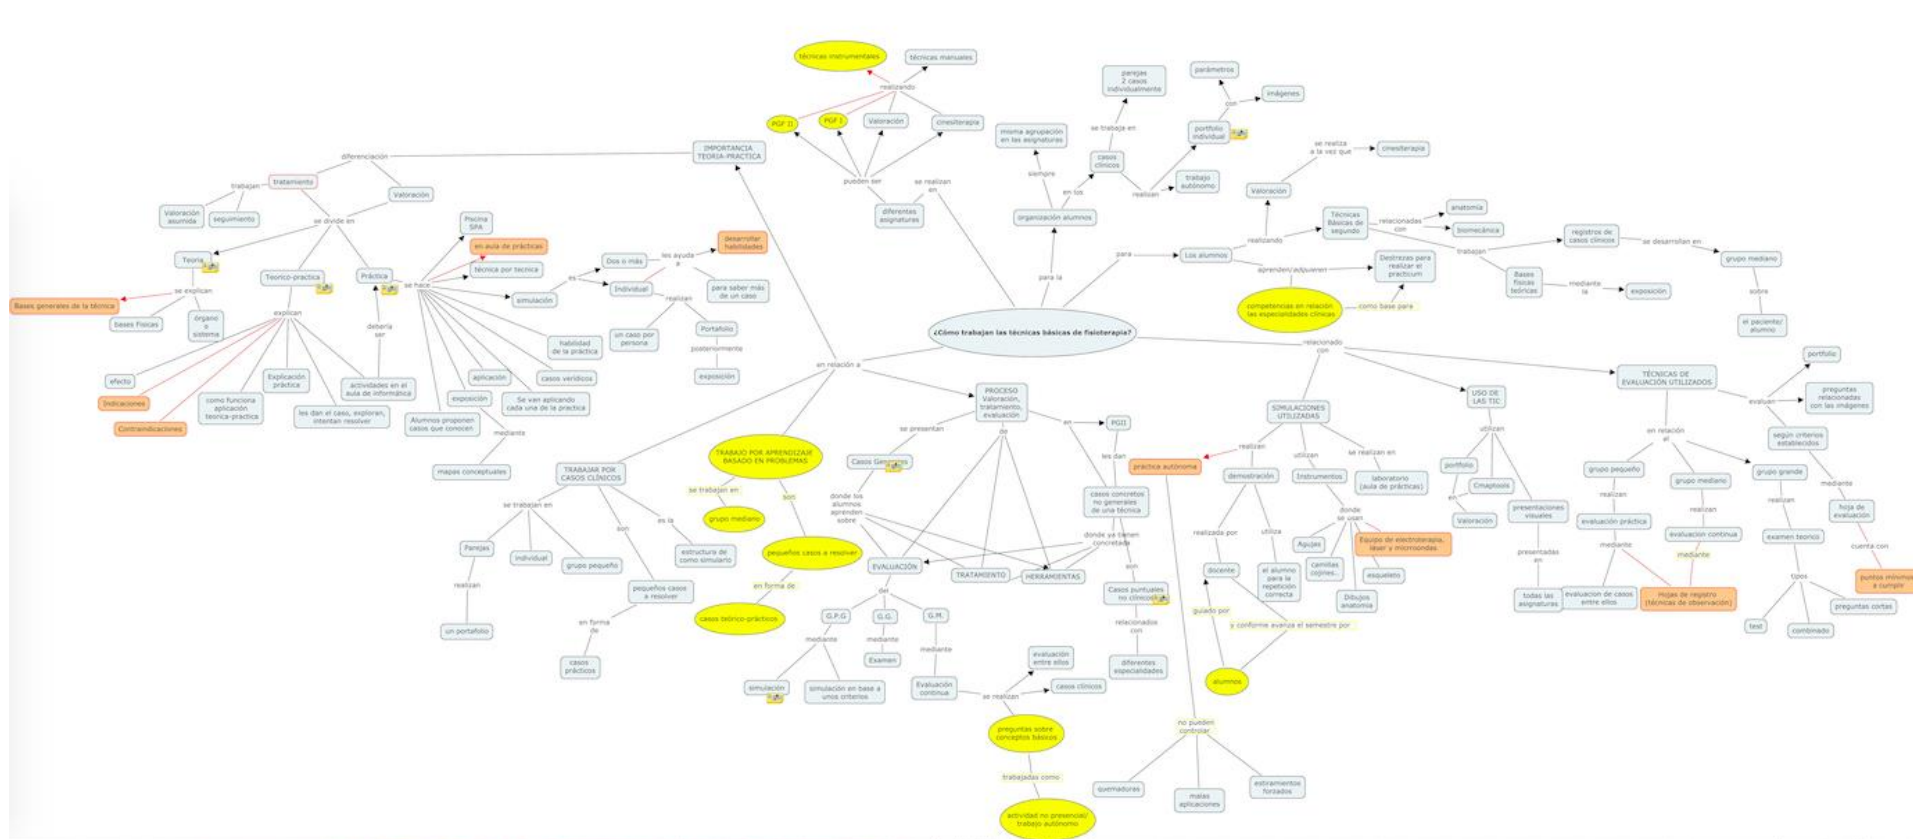 técnicas instrumentales
técnicas manuales
realizando
PGF II
PGF I
Valoración
cinesiterapia
pueden ser
diferentes
asignaturas
se realizan
en
parejas
2 casos
individualmente
se trabaja en
misma agrupación
en las asignaturas
siempre
casos
clínicos
en los
organización alumnos
para la
parámetros
imágenes
con
portfolio
individual
trabajo
autónomo
realizan
se realiza
a la vez que
cinesiterapia
Valoración
realizando
para
Los alumnos
Técnicas
Básicas de
segundo
relacionadas
con
anatomía
biomecánica
trabajan
registros de
casos clínicos
se desarrollan en
grupo mediano
sobre
el paciente/
alumno
Bases
físicas
teóricas
mediante
la
exposición
aprenden/adquieren
Destrezas para
realizar el
practicum
competencias en relación
las especialidades clínicas
como base para
IMPORTANCIA
TEORIA-PRACTICA
diferenciación
trabajan
tratamiento
Valoración
Valoración
asumida
seguimiento
se divide en
Teoria
se explican
Bases generales de la técnica
bases físicas
órgano
o
sistema
Teorico-practica
explican
efecto
Indicaciones
Contraindicaciones
como funciona
aplicación
teorica-practica
Explicación
práctica
les dan el caso, exploren,
intentan resolver
actividades en el
aula de informática
Práctica
debería
ser
se hace
Piscina
SPA
en aula de prácticas
técnica por tecnica
simulación
es
Dos o más
Individual
les ayuda
a
desarrollar
habilidades
para saber más
de un caso
realizan
un caso por
persona
Portafolio
posteriormente
exposición
habilidad
de la práctica
casos verídicos
Se van aplicando
cada una de la practica
aplicación
exposición
Alumnos proponen
casos que conocen
mediante
mapas conceptuales
¿Cómo trabajan las técnicas básicas de fisioterapia?
en relación a
relacionado
con
TRABAJAR POR
CASOS CLÍNICOS
se trabajan en
Parejas
individual
grupo pequeño
realizan
un portafolio
son
es la
estructura de
como simulario
pequeños casos
a resolver
en forma
de
casos
prácticos
TRABAJO POR APRENDIZAJE
BASADO EN PROBLEMAS
se trabajan en
grupo mediano
son
pequeños casos a resolver
en forma de
casos teórico-prácticos
PROCESO
Valoración,
tratamiento,
evaluación
se presentan
de
en
Casos Generales
donde los
alumnos
aprenden
sobre
PGII
les dan
casos concretos
no generales
de una técnica
donde ya tienen
concretada
EVALUACIÓN
TRATAMIENTO
HERRAMIENTAS
son
Casos puntuales
no clínicos
relacionados
con
diferentes
especialidades
del
G.P.G
G.G.
G.M.
mediante
mediante
mediante
Examen
simulación
simulación en base a
unos criterios
Evaluación
continua
se realizan
evaluación
entre ellos
casos clínicos
preguntas sobre
conceptos básicos
trabajadas como
actividad no presencial/
trabajo autónomo
SIMULACIONES
UTILIZADAS
realizan
utilizan
se realizan en
práctica autónoma
demostración
Instrumentos
laboratorio
(aula de prácticas)
realizada por
utiliza
docente
el alumno
para la
repetición
correcta
guiado por
y conforme avanza el semestre por
alumnos
donde
se usan
Agujas
camillas
cojines..
Dibujos
anatomia
Equipo de electroterapia,
láser y microondas
esqueleto
no pueden
controlar
quemaduras
malas
aplicaciones
estiramientos
forzados
USO DE
LAS TIC
utilizan
portfolio
Cmaptools
en
Valoración
presentaciones
visuales
presentadas
en
todas las
asignaturas
TÉCNICAS DE
EVALUACIÓN UTILIZADOS
evaluan
portfolio
preguntas
relacionadas
con las imágenes
según criterios
establecidos
mediante
hoja de
evaluación
cuenta con
puntos mínimos
a cumplir
en relación
al
grupo pequeño
grupo mediano
grupo grande
realizan
realizan
realizan
evaluación práctica
evaluacion continua
examen teorico
mediante
mediante
evaluacion de casos
entre ellos
Hojas de registro
(técnicas de observación)
tipos
test
combinado
preguntas cortas